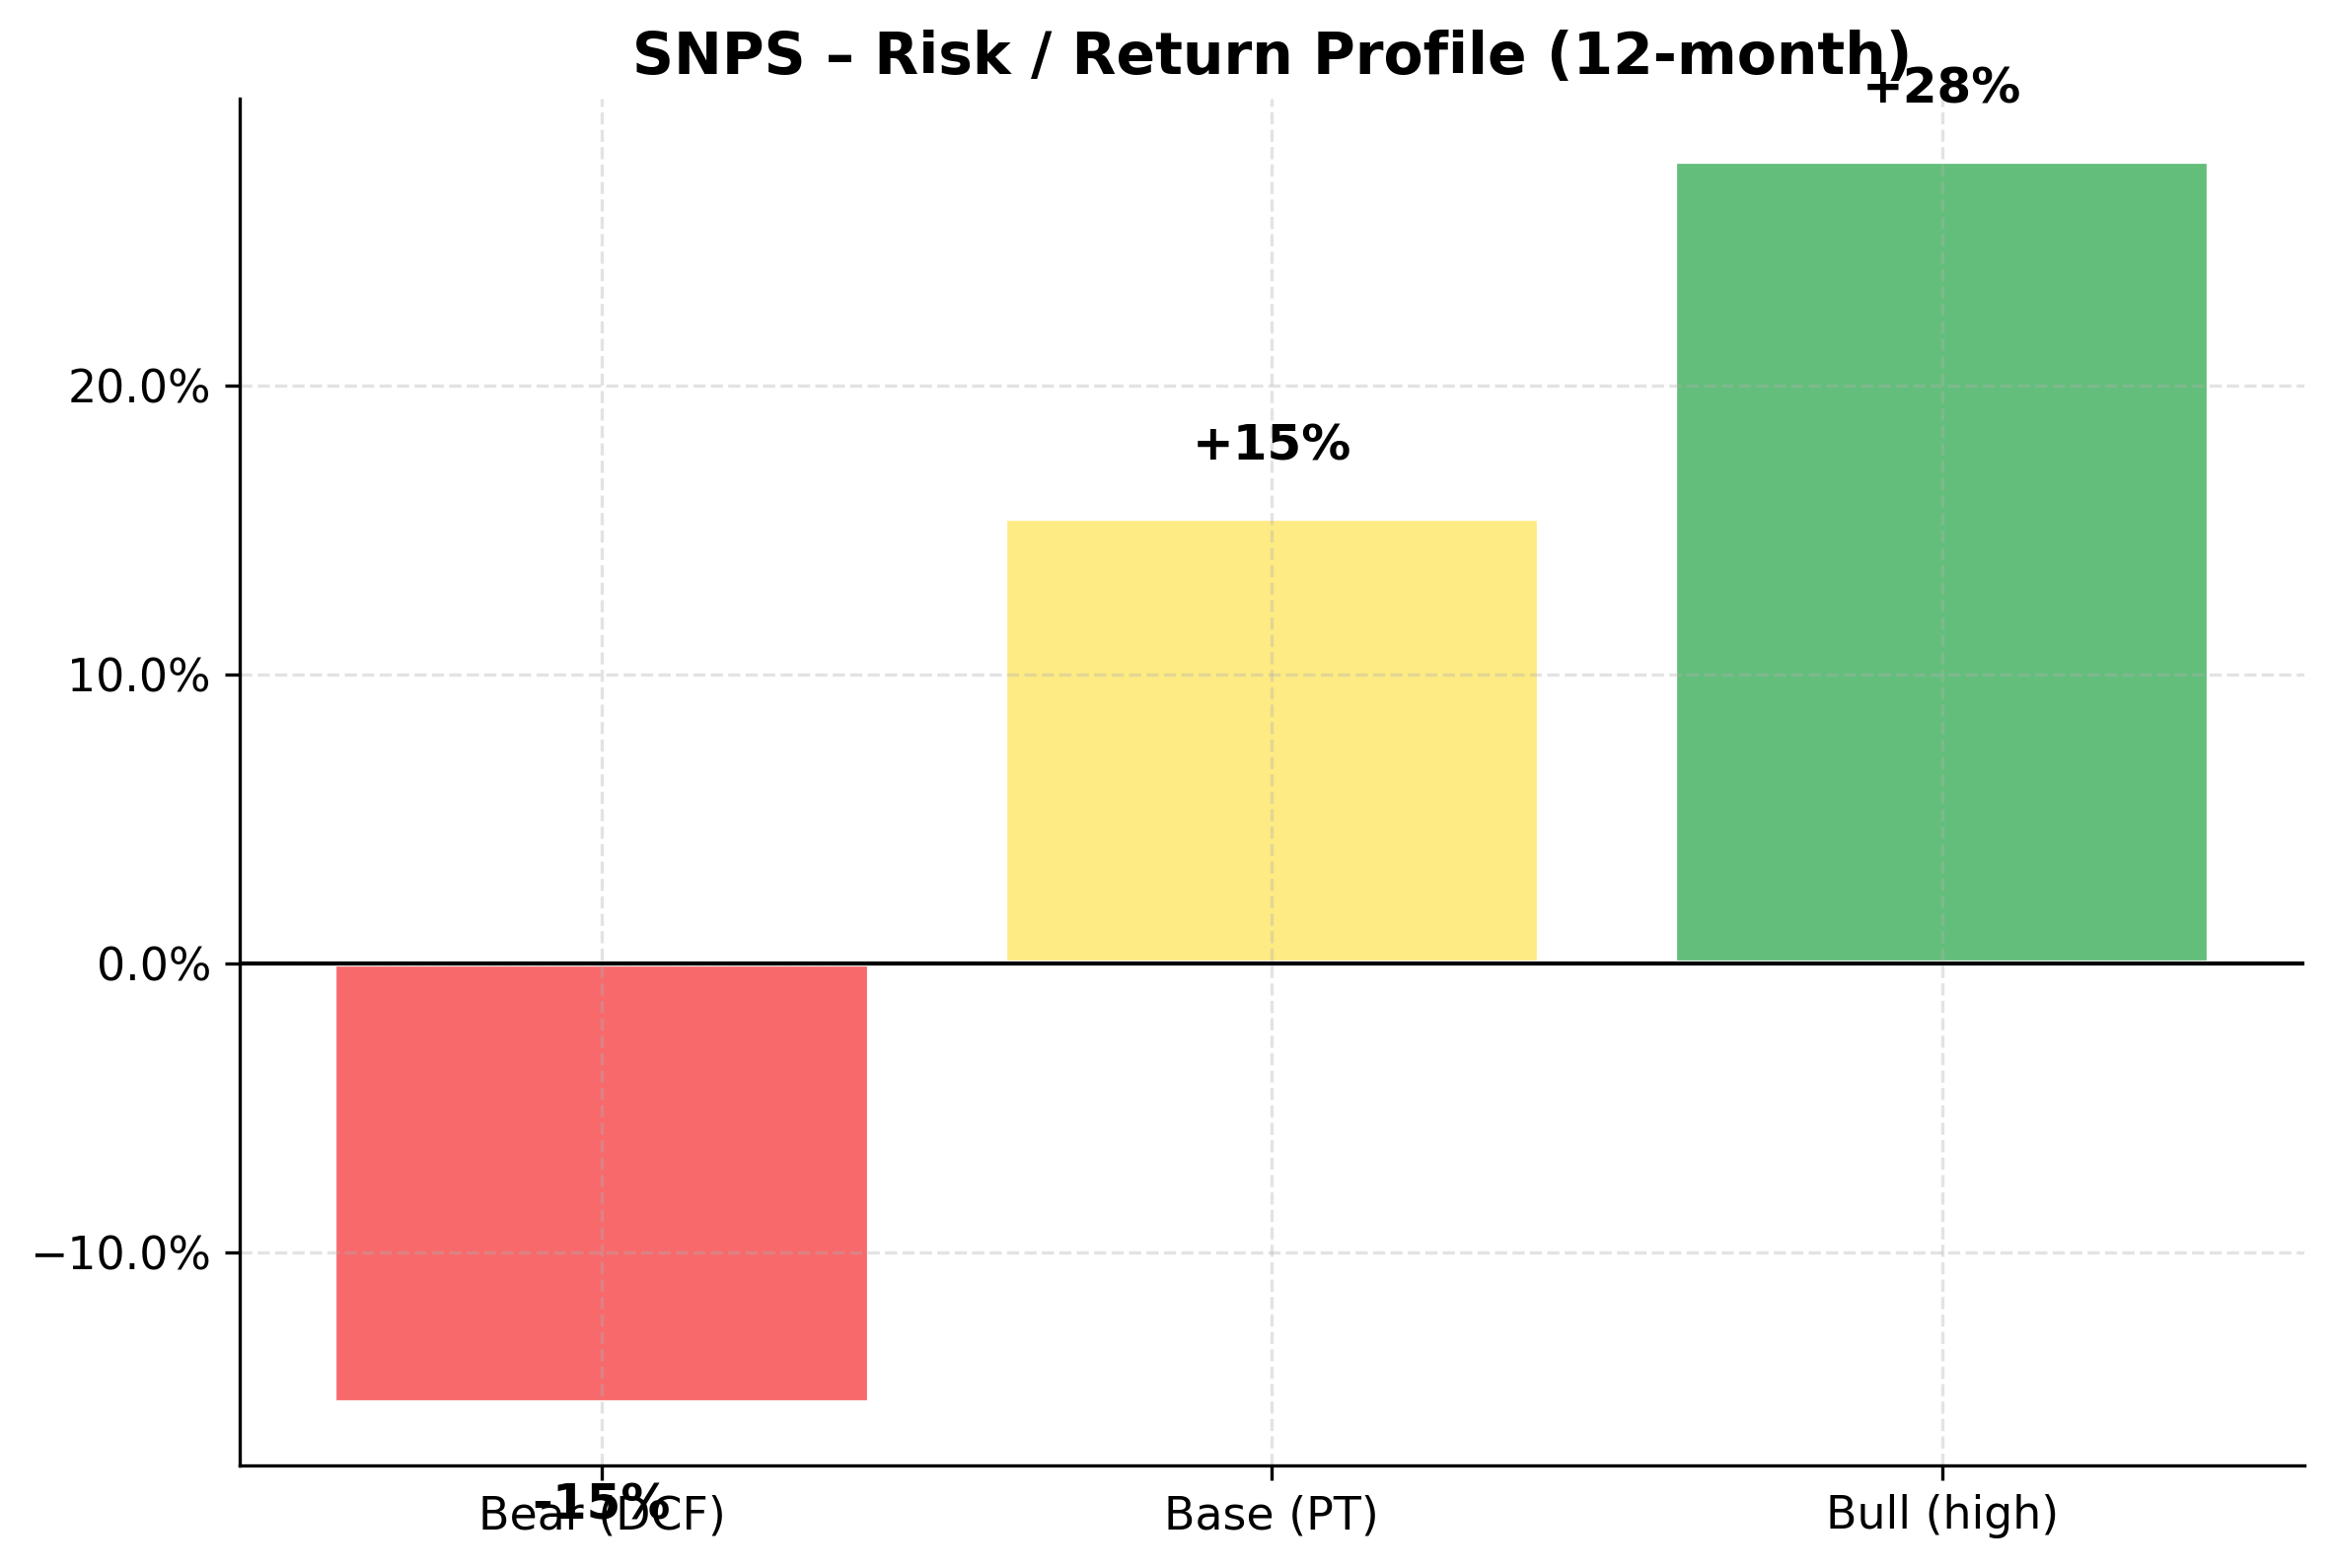 SNPS – Risk / Return Profile (12-month)
+28%
20.0%
+15%
10.0%
0.0%
−10.0%
-15%
Bear (DCF)
Base (PT)
Bull (high)